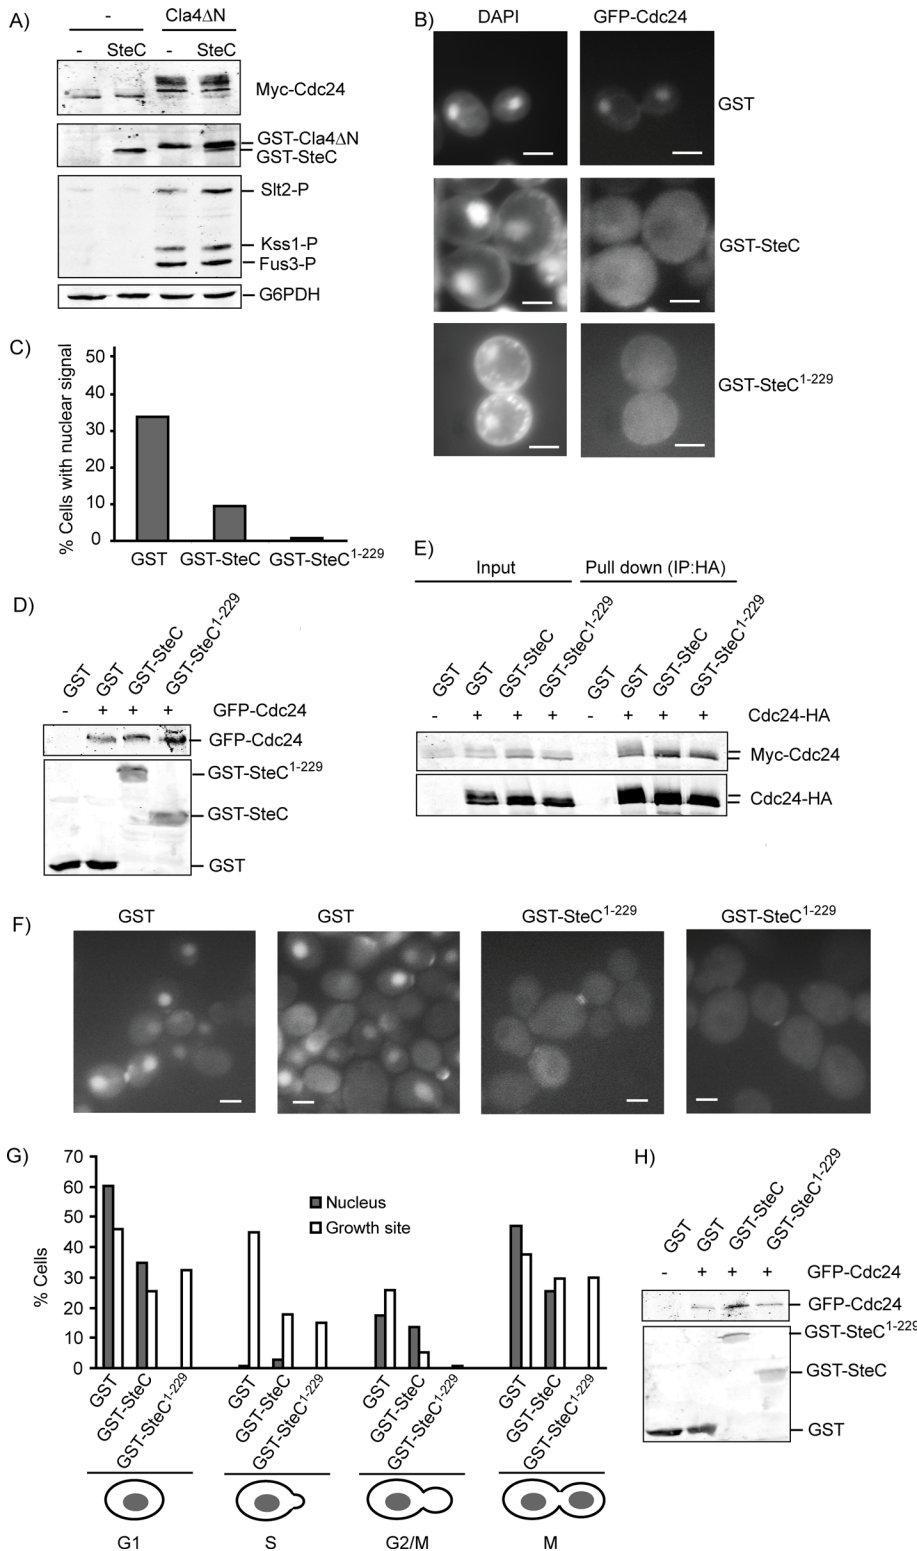 A)
-
Cla4ΔN
- SteC - SteC
Myc-Cdc24
GST-Cla4ΔN
GST-SteC
Slt2-P
Kss1-P
Fus3-P
G6PDH
B)
DAPI GFP-Cdc24
GST
GST-SteC
GST-SteC1-229
C)
% Cells with nuclear signal
50
40
30
20
10
0
GST GST-SteC GST-SteC1-229
D)
GST
GST
GST-SteC
GST-SteC1-229
- + + + GFP-Cdc24
GFP-Cdc24
GST-SteC1-229
GST-SteC
GST
E)
Input Pull down (IP:HA)
GST
GST
GST-SteC
GST-SteC1-229
GST
GST
GST-SteC
GST-SteC1-229
- + + + - + + + Cdc24-HA
Myc-Cdc24
Cdc24-HA
F)
GST GST GST-SteC1-229 GST-SteC1-229
G)
% Cells
70
60
50
40
30
20
10
0
Nucleus
Growth site
GST
GST-SteC
GST-SteC1-229
GST
GST-SteC
GST-SteC1-229
GST
GST-SteC
GST-SteC1-229
GST
GST-SteC
GST-SteC1-229
G1 S G2/M M
H)
GST
GST
GST-SteC
GST-SteC1-229
- + + + GFP-Cdc24
GFP-Cdc24
GST-SteC1-229
GST-SteC
GST